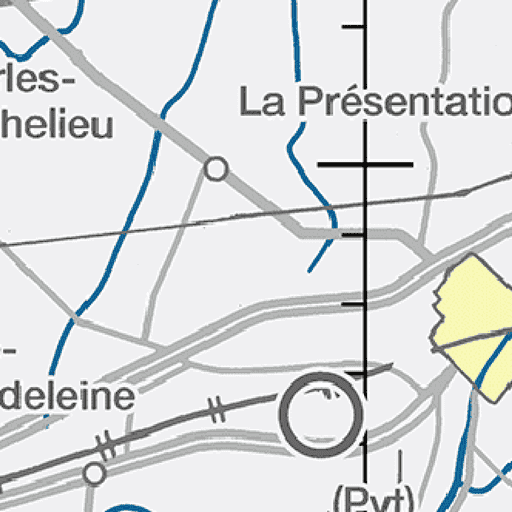 rles-
La Présentatio
helieu
deleine
(Pvt)